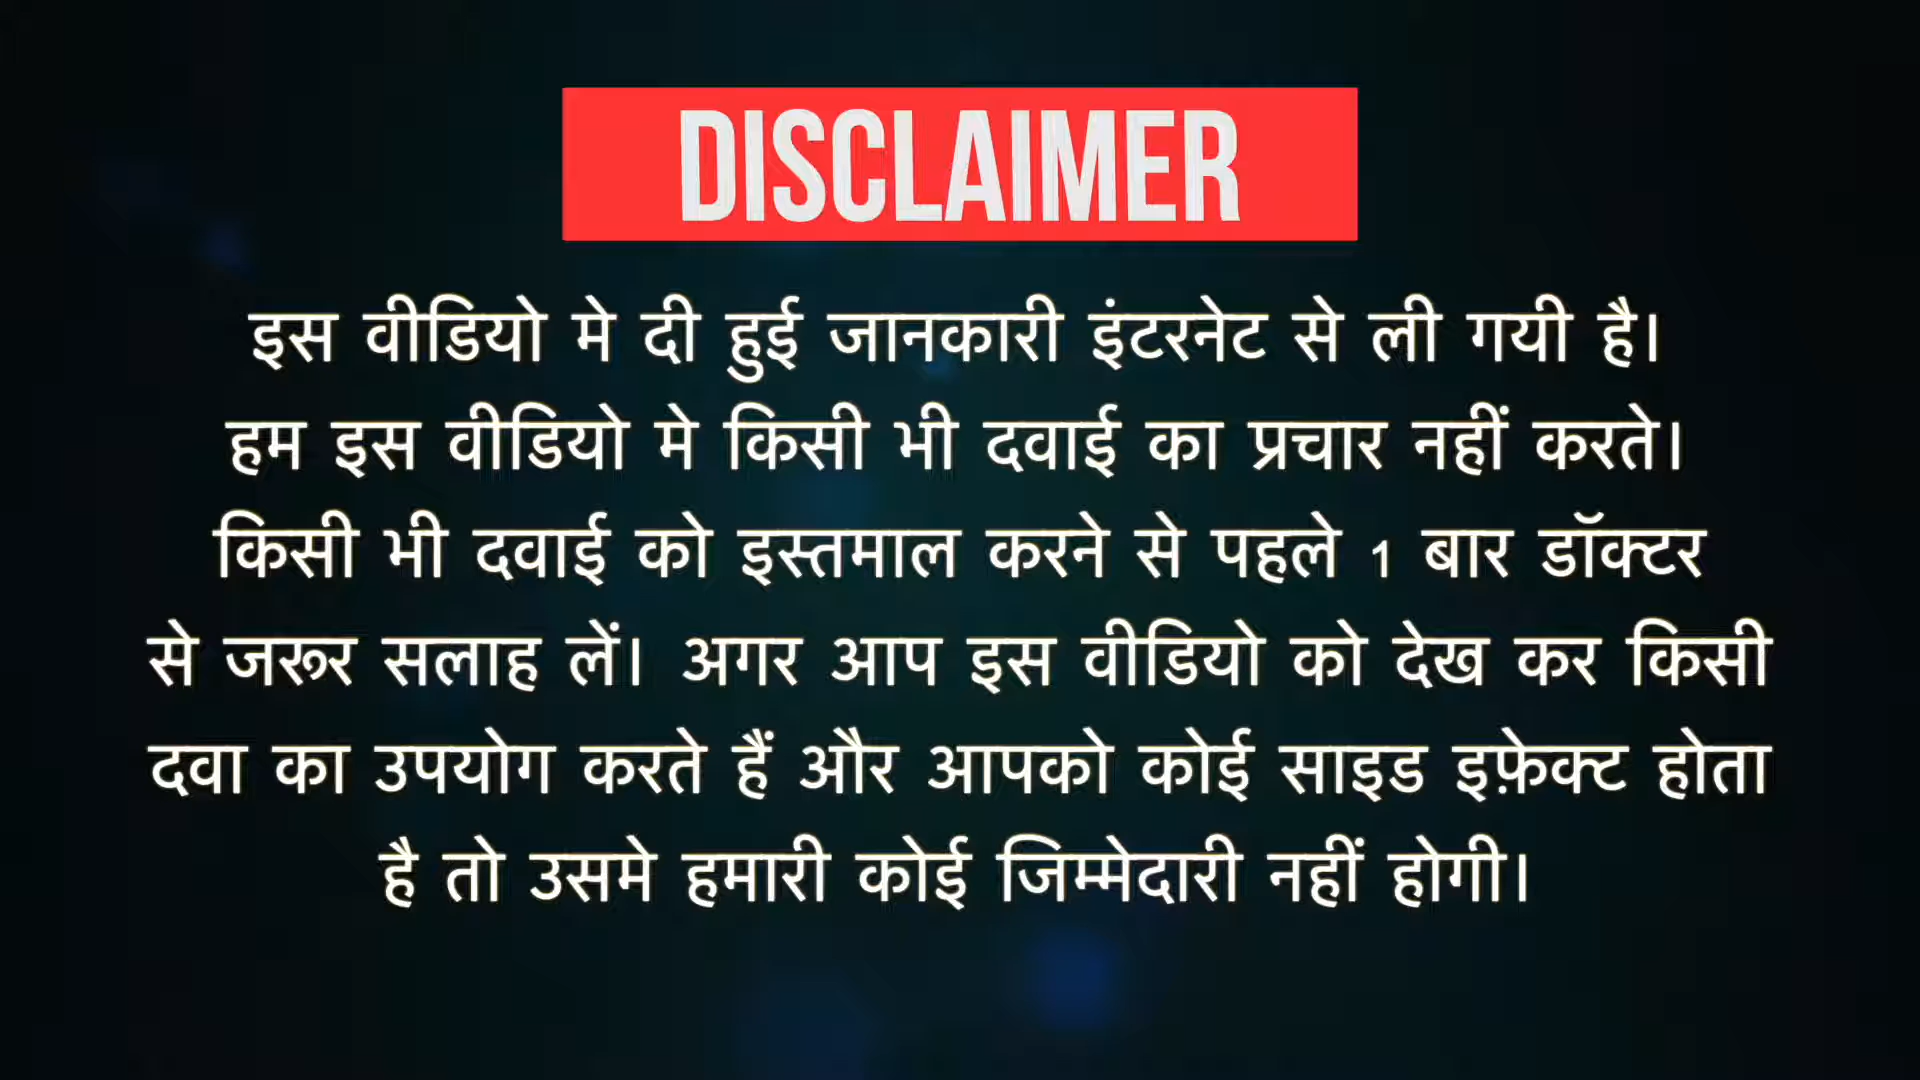 DISCLAIMER
इस वीडियो मे दी हुई जानकारी इंटरनेट से ली गयी है।
हम इस वीडियो मे किसी भी दवाई का प्रचार नहीं करते।
किसी भी दवाई को इस्तमाल करने से पहले 1 बार डॉक्टर
से जरूर सलाह लें। अगर आप इस वीडियो को देख कर किसी
दवा का उपयोग करते हैं और आपको कोई साइड इफ़ेक्ट होता
है तो उसमे हमारी कोई जिम्मेदारी नहीं होगी।